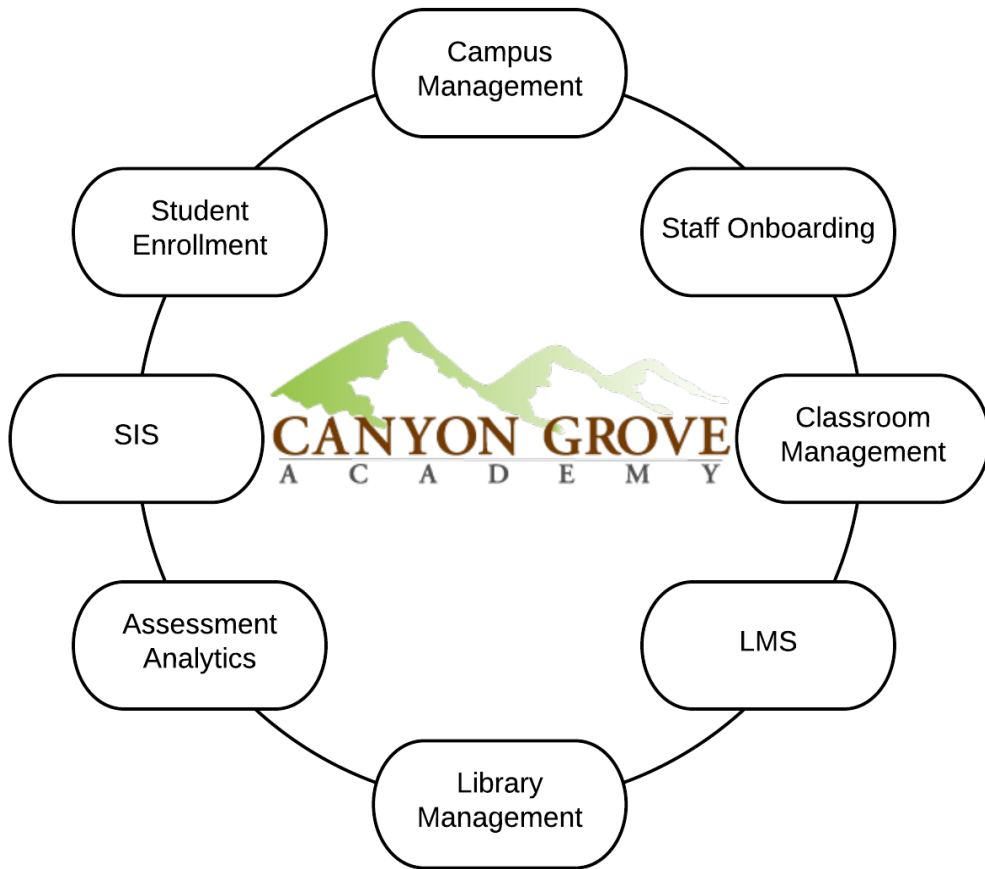 Campus
Management
Student
Enrollment
Staff Onboarding
SIS
CANYON GROVE
ACADEMY
Classroom
Management
Assessment
Analytics
LMS
Library
Management